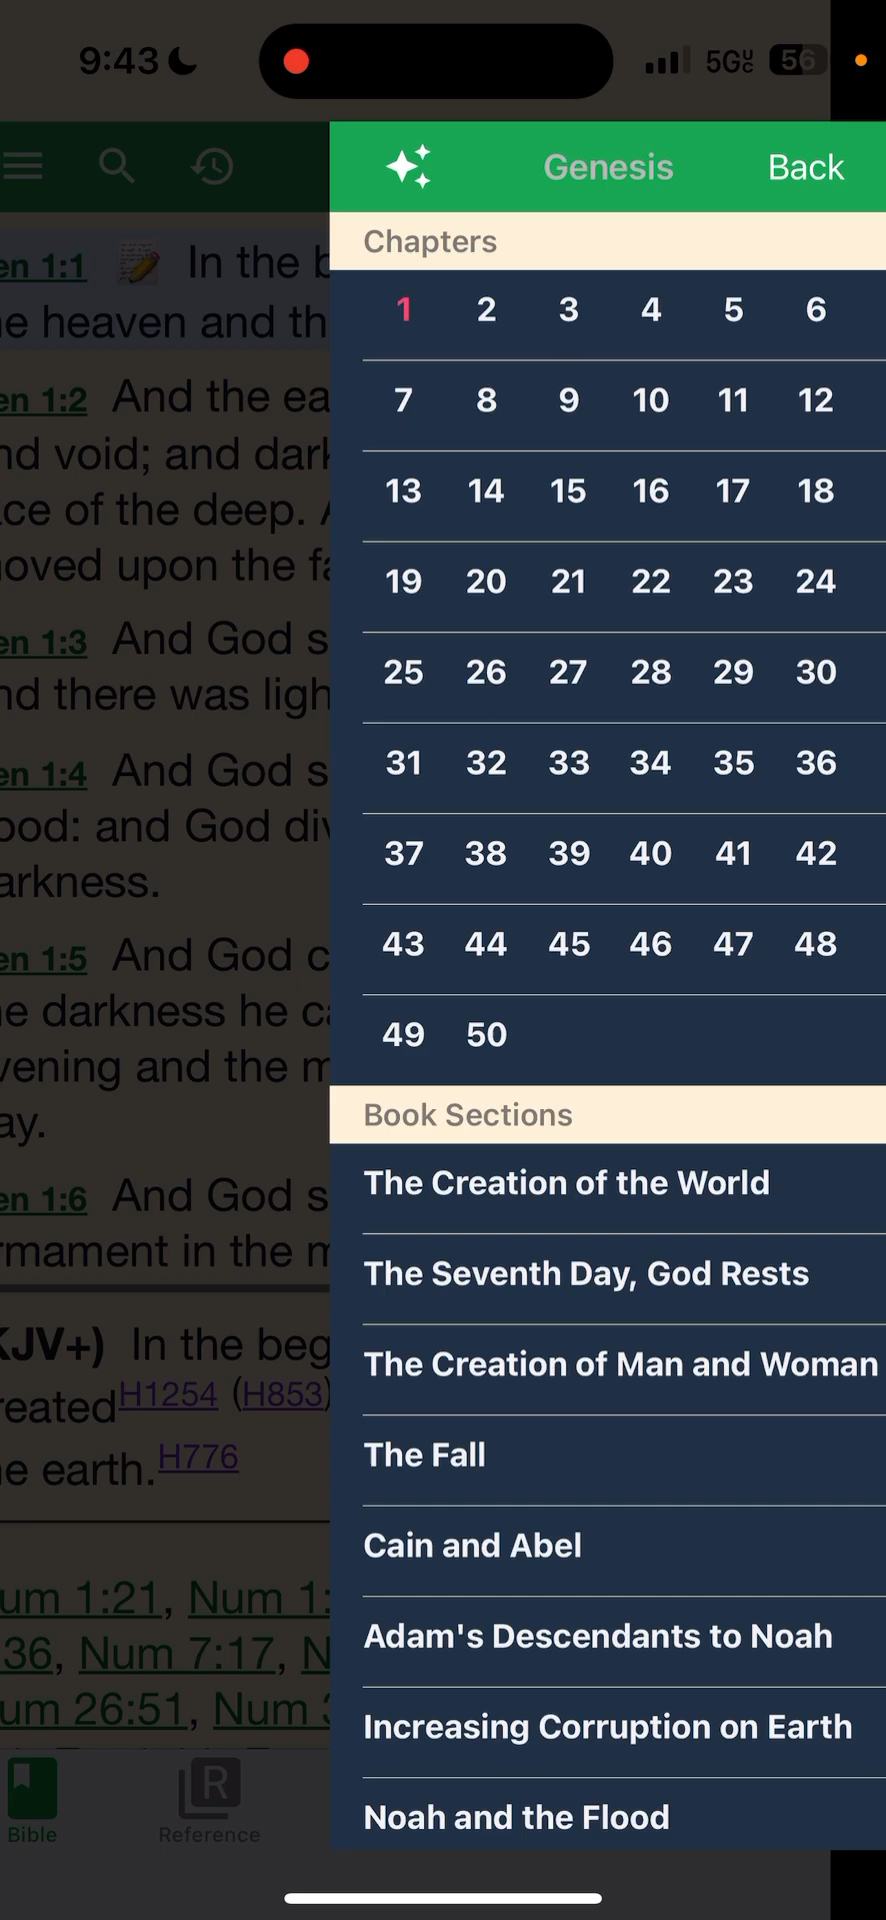 9:43
5GUC
56
Genesis
Back
Chapters
1 2 3 4 5 6
7 8 9 10 11 12
13 14 15 16 17 18
19 20 21 22 23 24
25 26 27 28 29 30
31 32 33 34 35 36
37 38 39 40 41 42
43 44 45 46 47 48
49 50
Book Sections
The Creation of the World
The Seventh Day, God Rests
The Creation of Man and Woman
The Fall
Cain and Abel
Adam's Descendants to Noah
Increasing Corruption on Earth
Noah and the Flood
en 1:1 In the b
e heaven and th
en 1:2 And the ea
nd void; and dark
ce of the deep. A
oved upon the fa
en 1:3 And God s
nd there was ligh
en 1:4 And God s
ood: and God div
arkness.
en 1:5 And God c
e darkness he ca
vening and the m
ay.
en 1:6 And God s
rmament in the m
KJV+) In the beg
reatedH1254 (H853)
e earth.H776
um 1:21, Num 1:
36, Num 7:17, N
um 26:51, Num 3
Bible
R
Reference